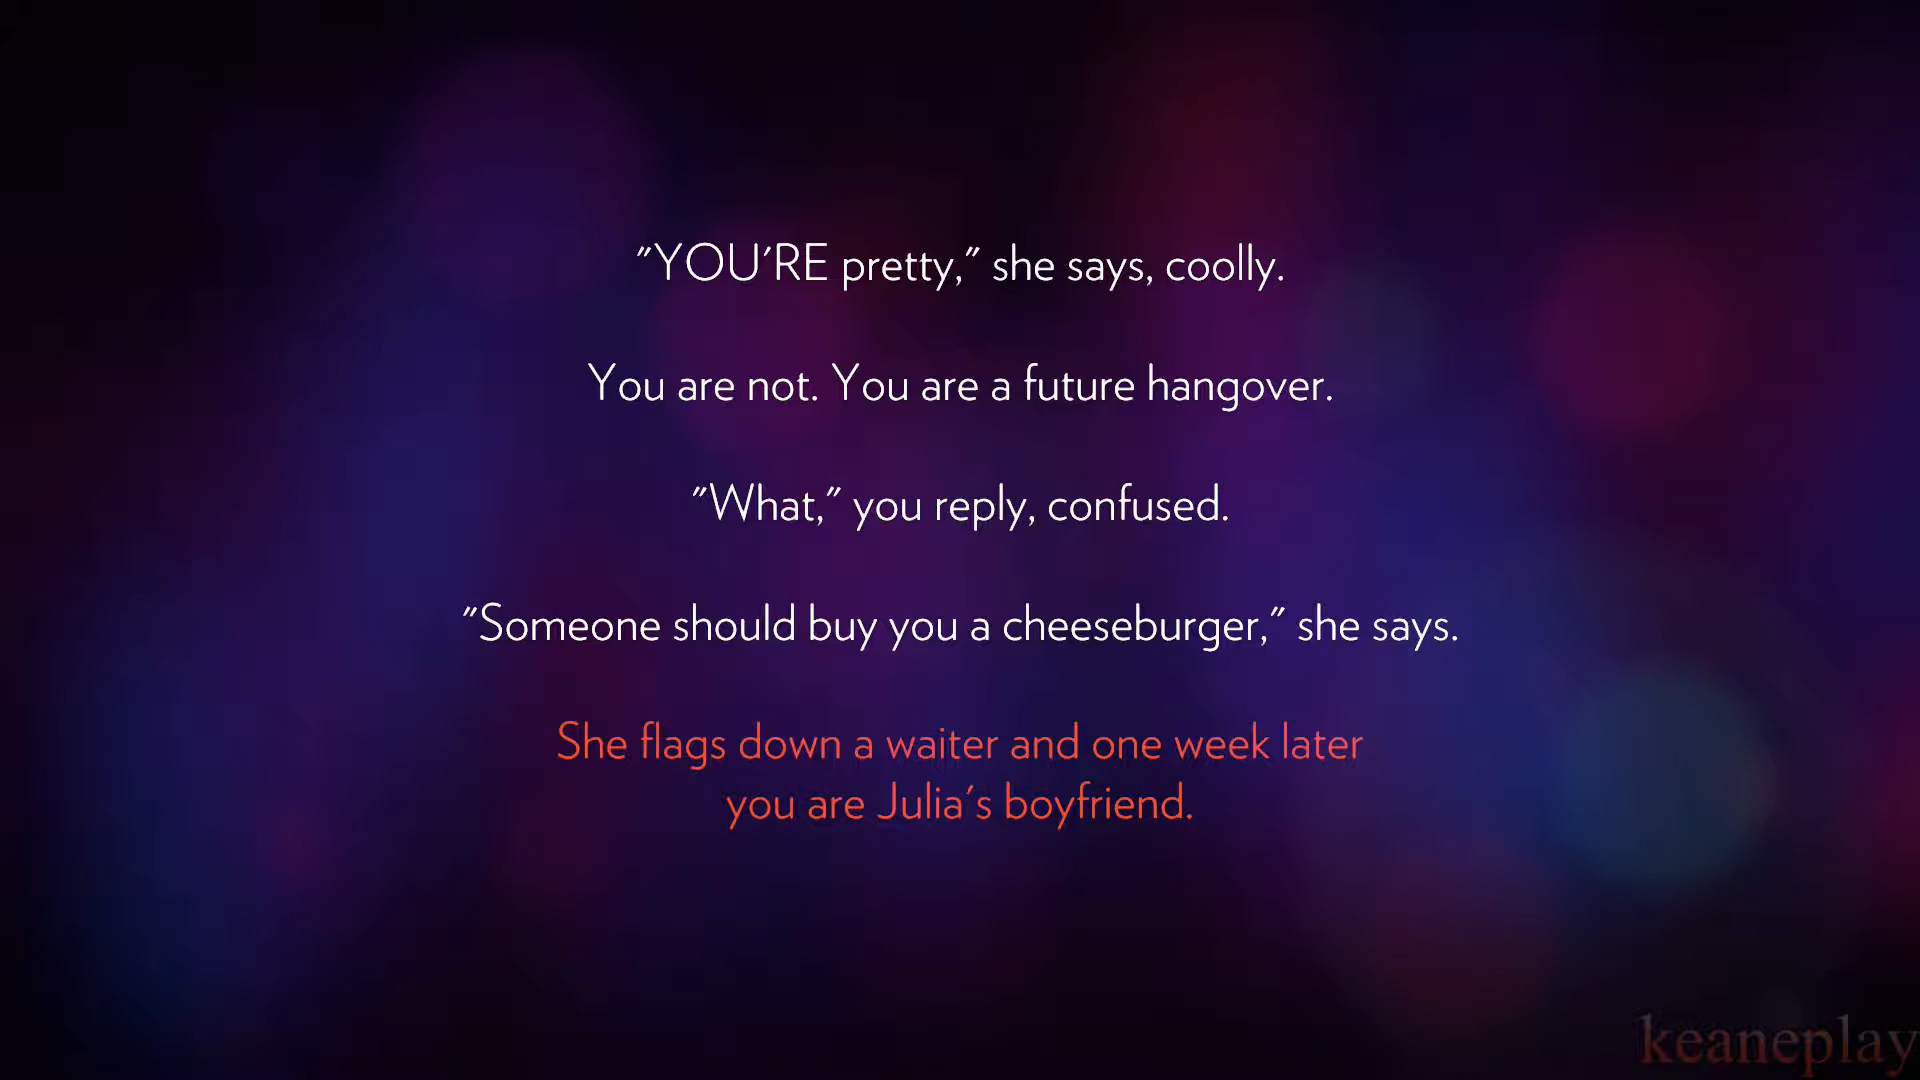 "YOU'RE pretty," she says, coolly.
You are not. You are a future hangover.
"What," you reply, confused.
"Someone should buy you a cheeseburger," she says.
She flags down a waiter and one week later
you are Julia's boyfriend.
keaneplay